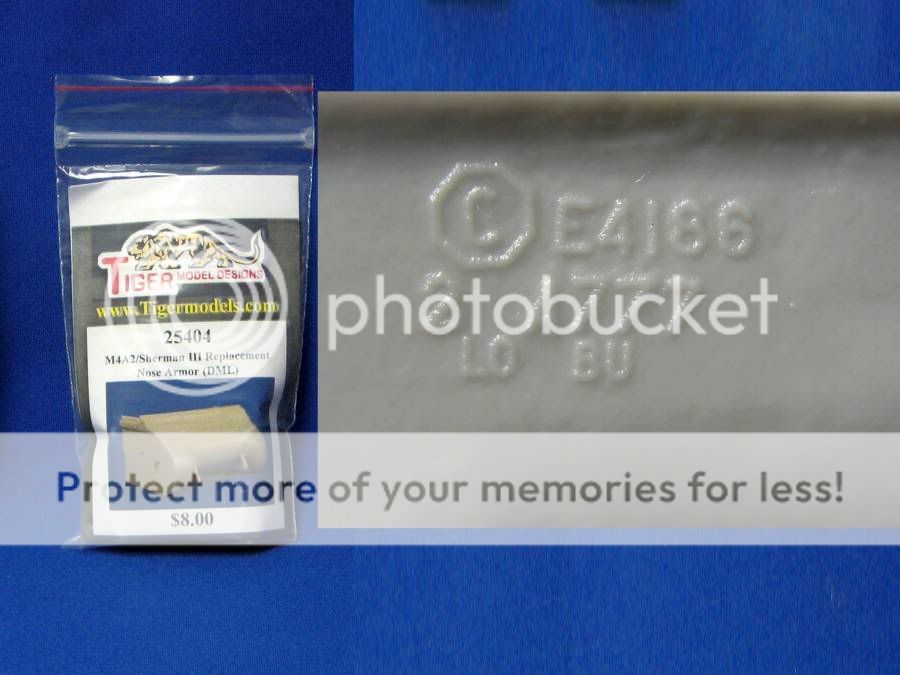 TIGER MODEL DESIGNS
www.Tigermodels.com
25404
M4A2/Sherman III Replacement
Nose Armor (DML)
$8.00
C E4186
LO BU
photobucket
Protect more of your memories for less!